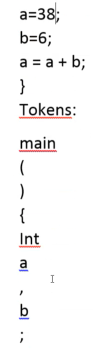 a=38;
b=6;
a = a + b;
}
Tokens:
main
(
)
{
Int
a
,
b
;